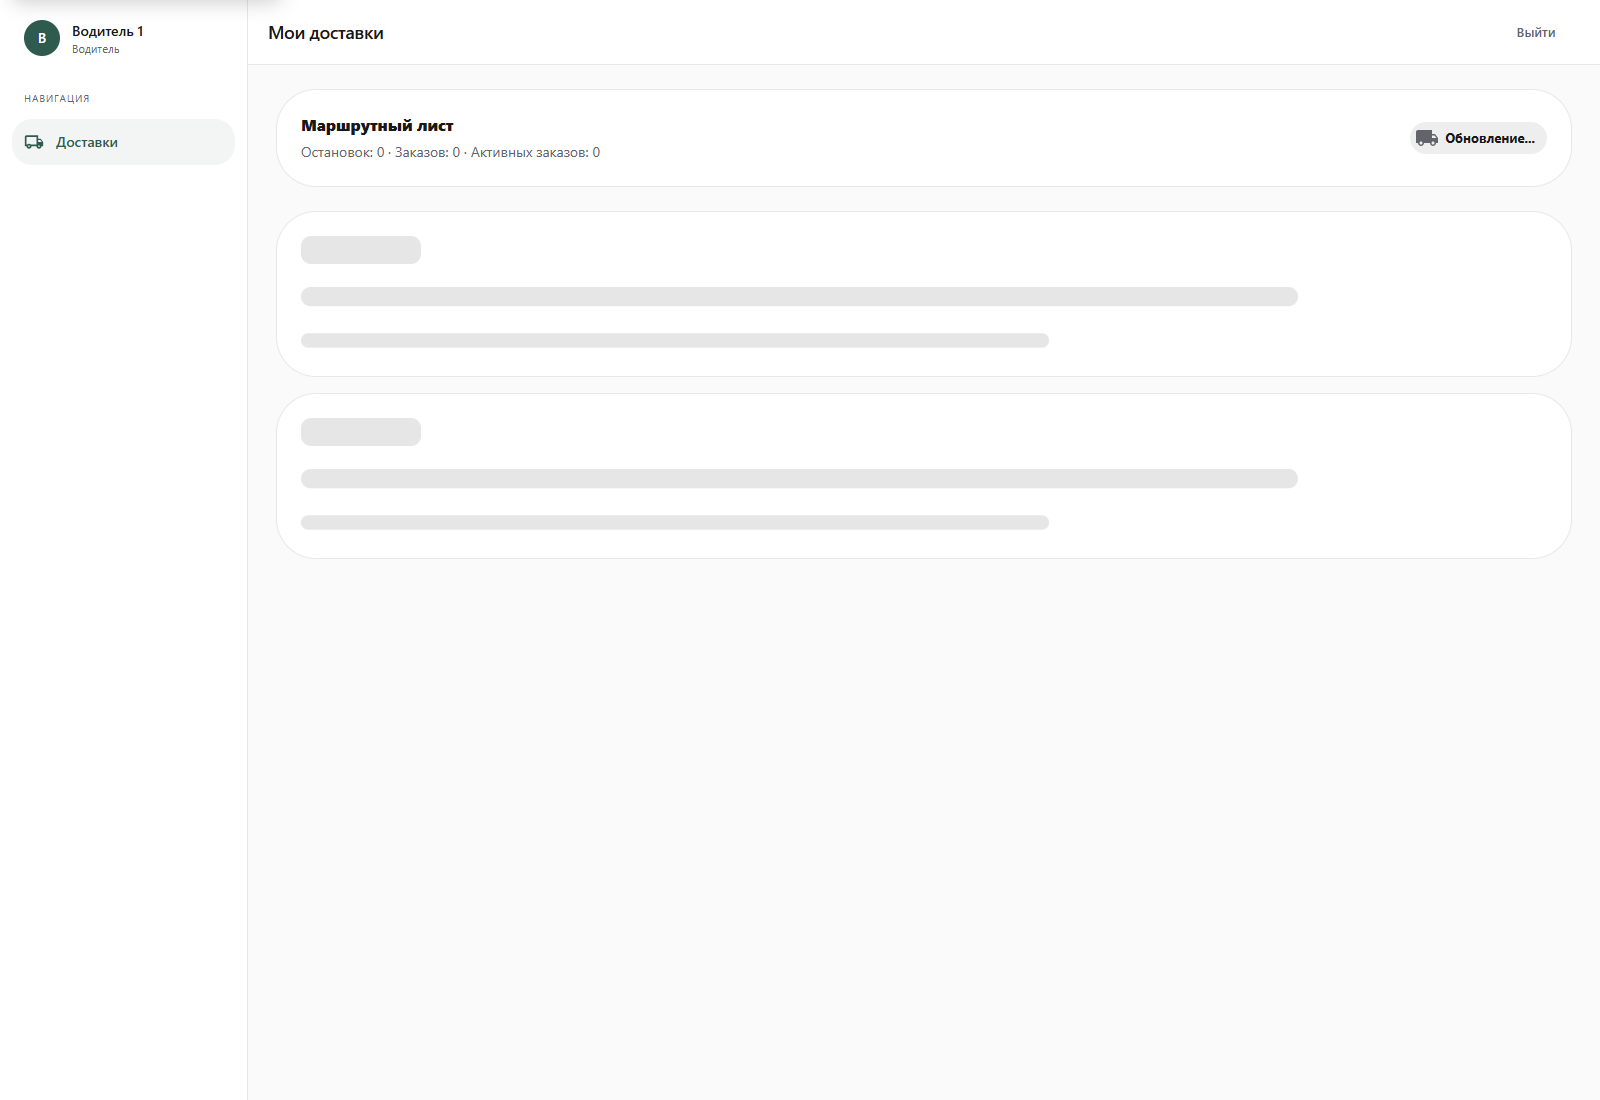 В
Водитель 1
Водитель
НАВИГАЦИЯ
Доставки
Мои доставки
Выйти
Маршрутный лист
Остановок: 0 · Заказов: 0 · Активных заказов: 0
Обновление...